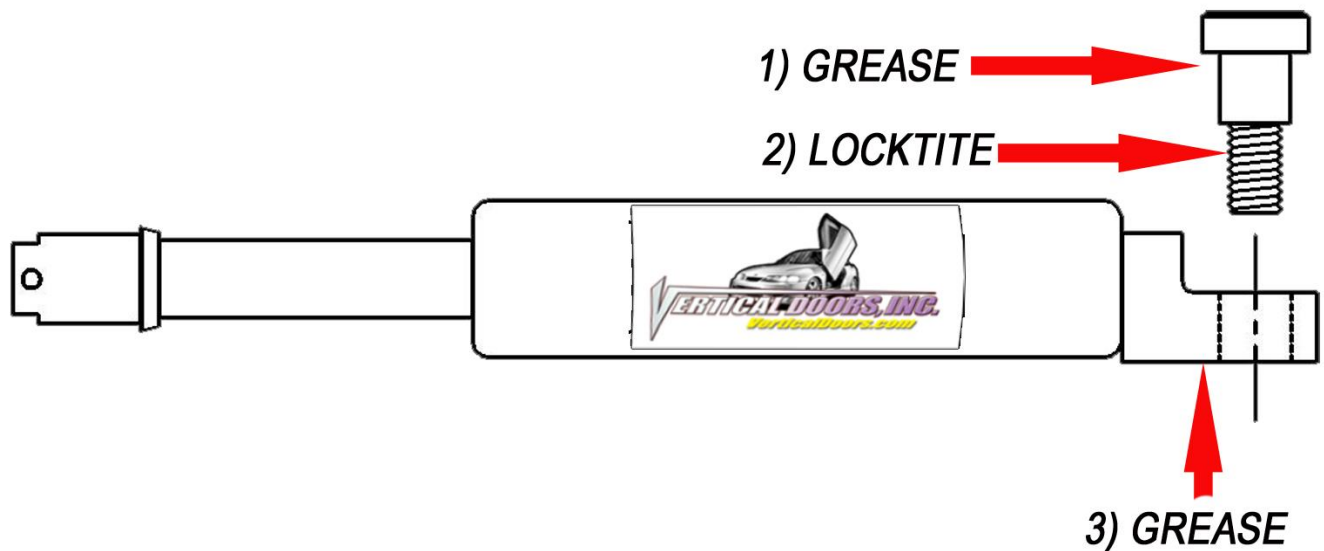 1) GREASE
2) LOCKTITE
VERTICAL DOORS, INC.
VerticalDoors.com
3) GREASE